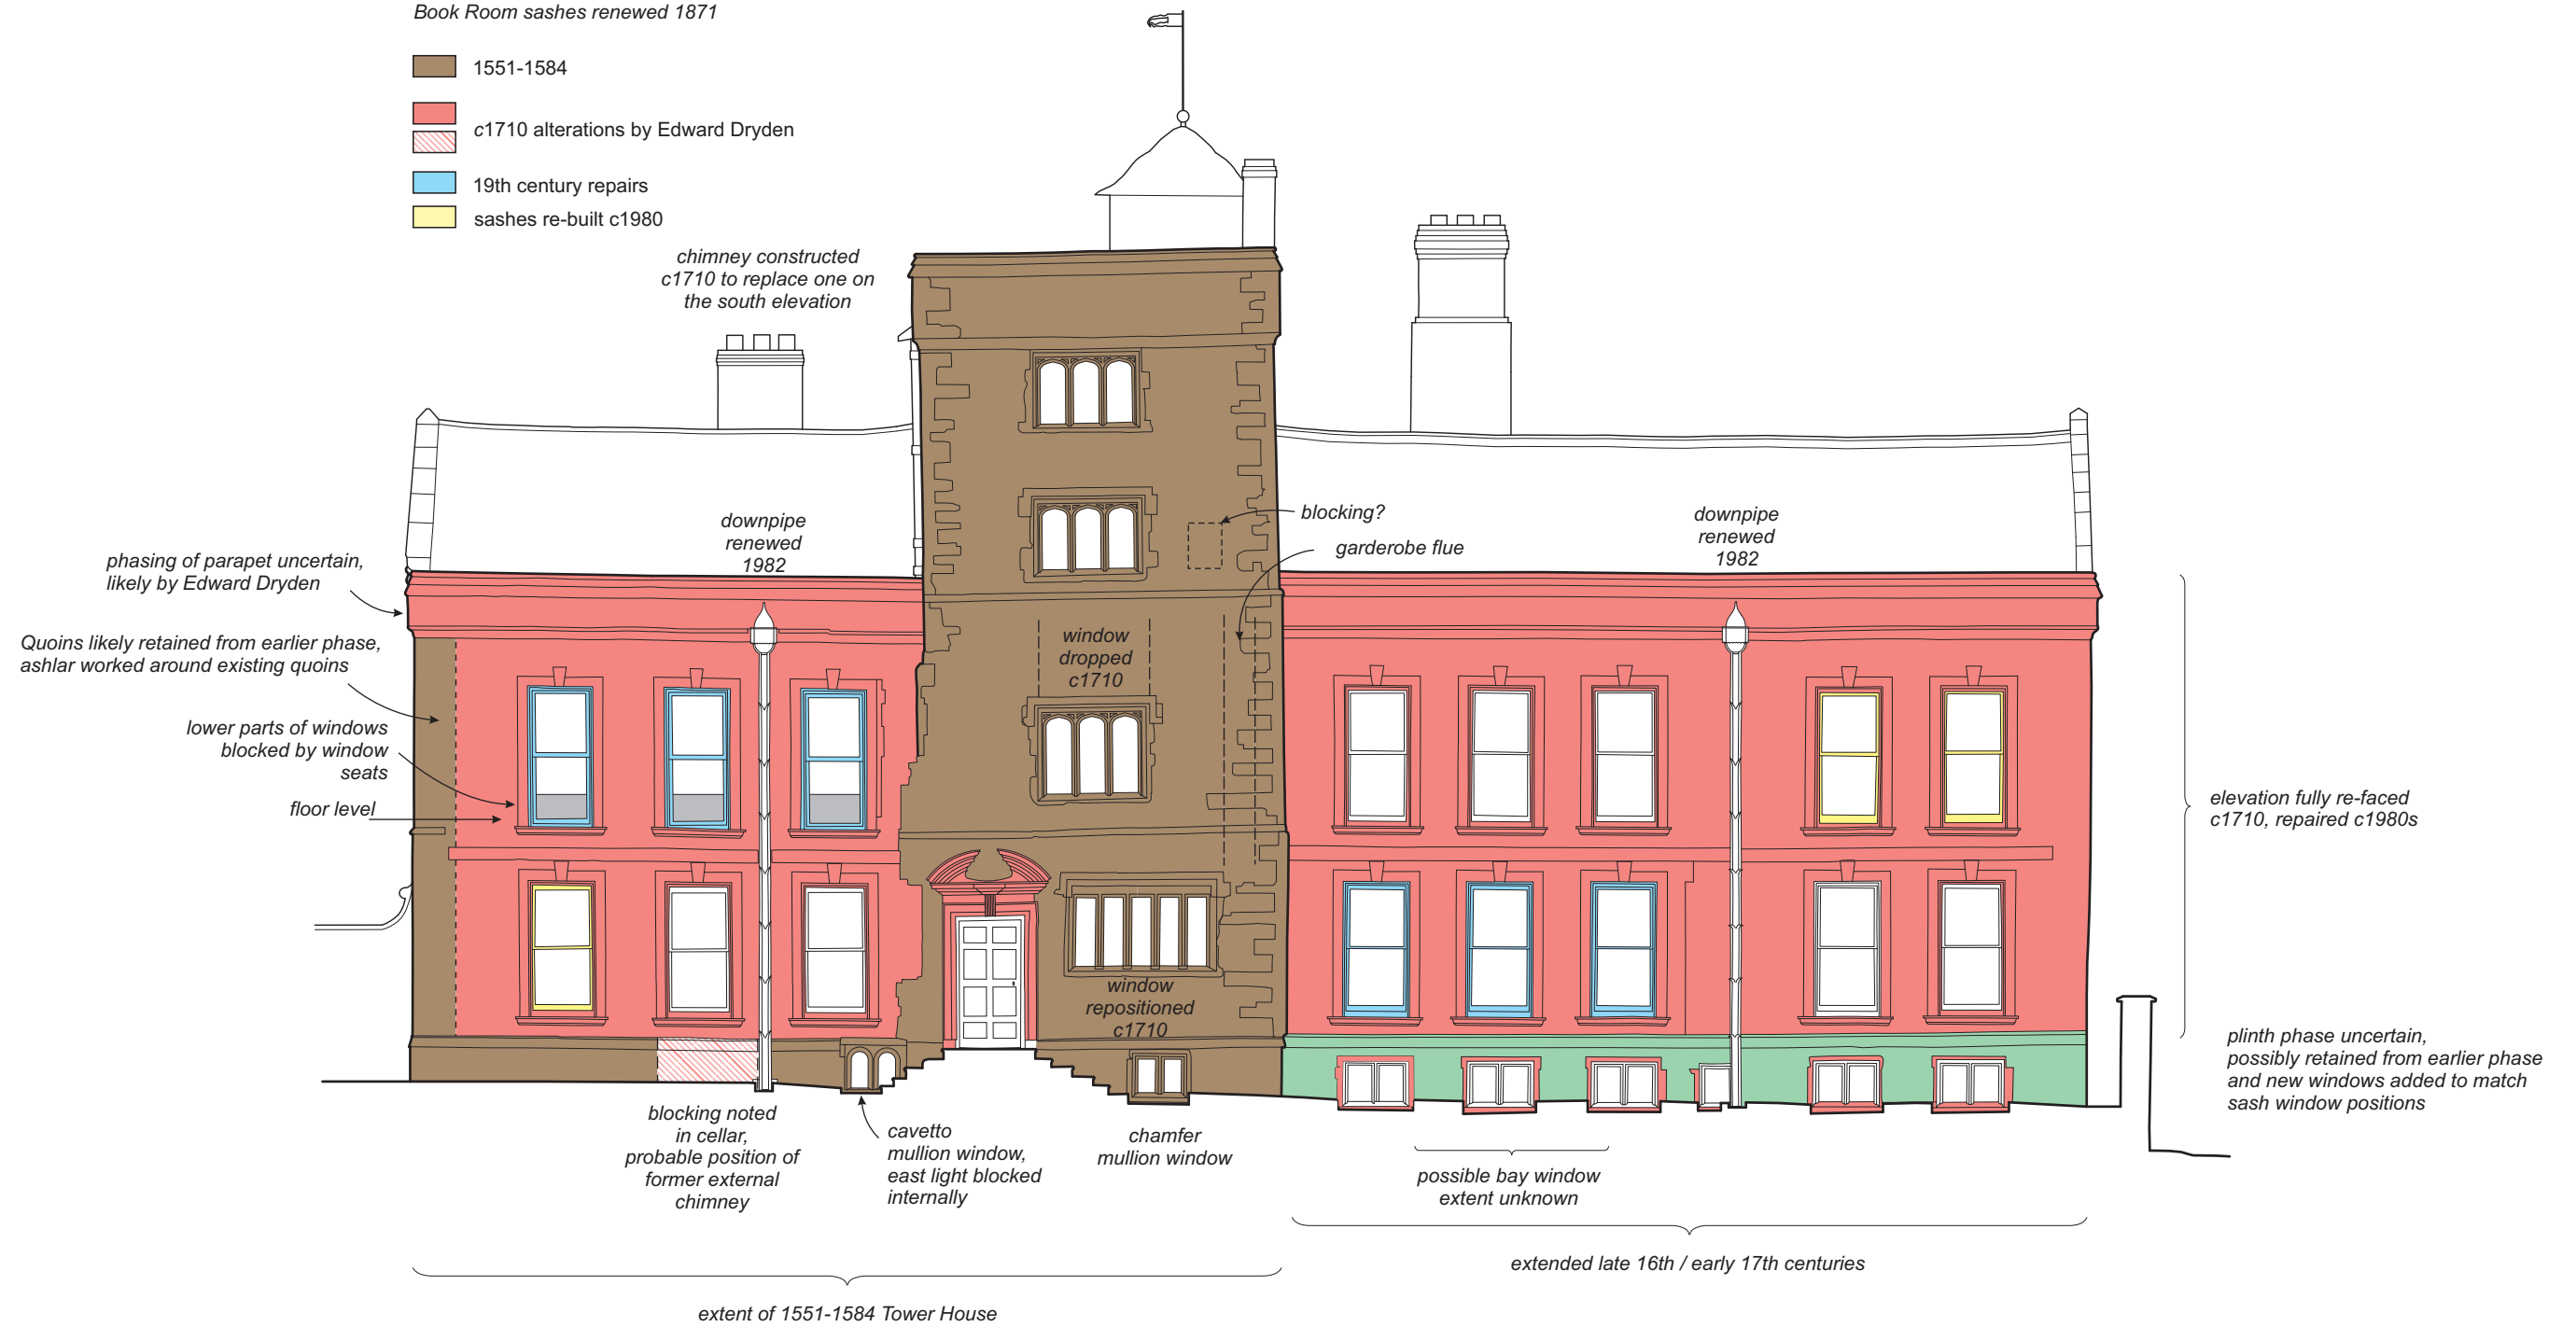 Book Room sashes renewed 1871
1551-1584
c1710 alterations by Edward Dryden
19th century repairs
sashes re-built c1980
chimney constructed
c1710 to replace one on
the south elevation
downpipe
renewed
1982
blocking?
garderobe flue
downpipe
renewed
1982
phasing of parapet uncertain,
likely by Edward Dryden
Quoins likely retained from earlier phase,
ashlar worked around existing quoins
window
dropped
c1710
lower parts of windows
blocked by window
seats
floor level
elevation fully re-faced
c1710, repaired c1980s
window
repositioned
c1710
plinth phase uncertain,
possibly retained from earlier phase
and new windows added to match
sash window positions
blocking noted
in cellar,
probable position of
former external
chimney
cavetto
mullion window,
east light blocked
internally
chamfer
mullion window
possible bay window
extent unknown
extended late 16th / early 17th centuries
extent of 1551-1584 Tower House